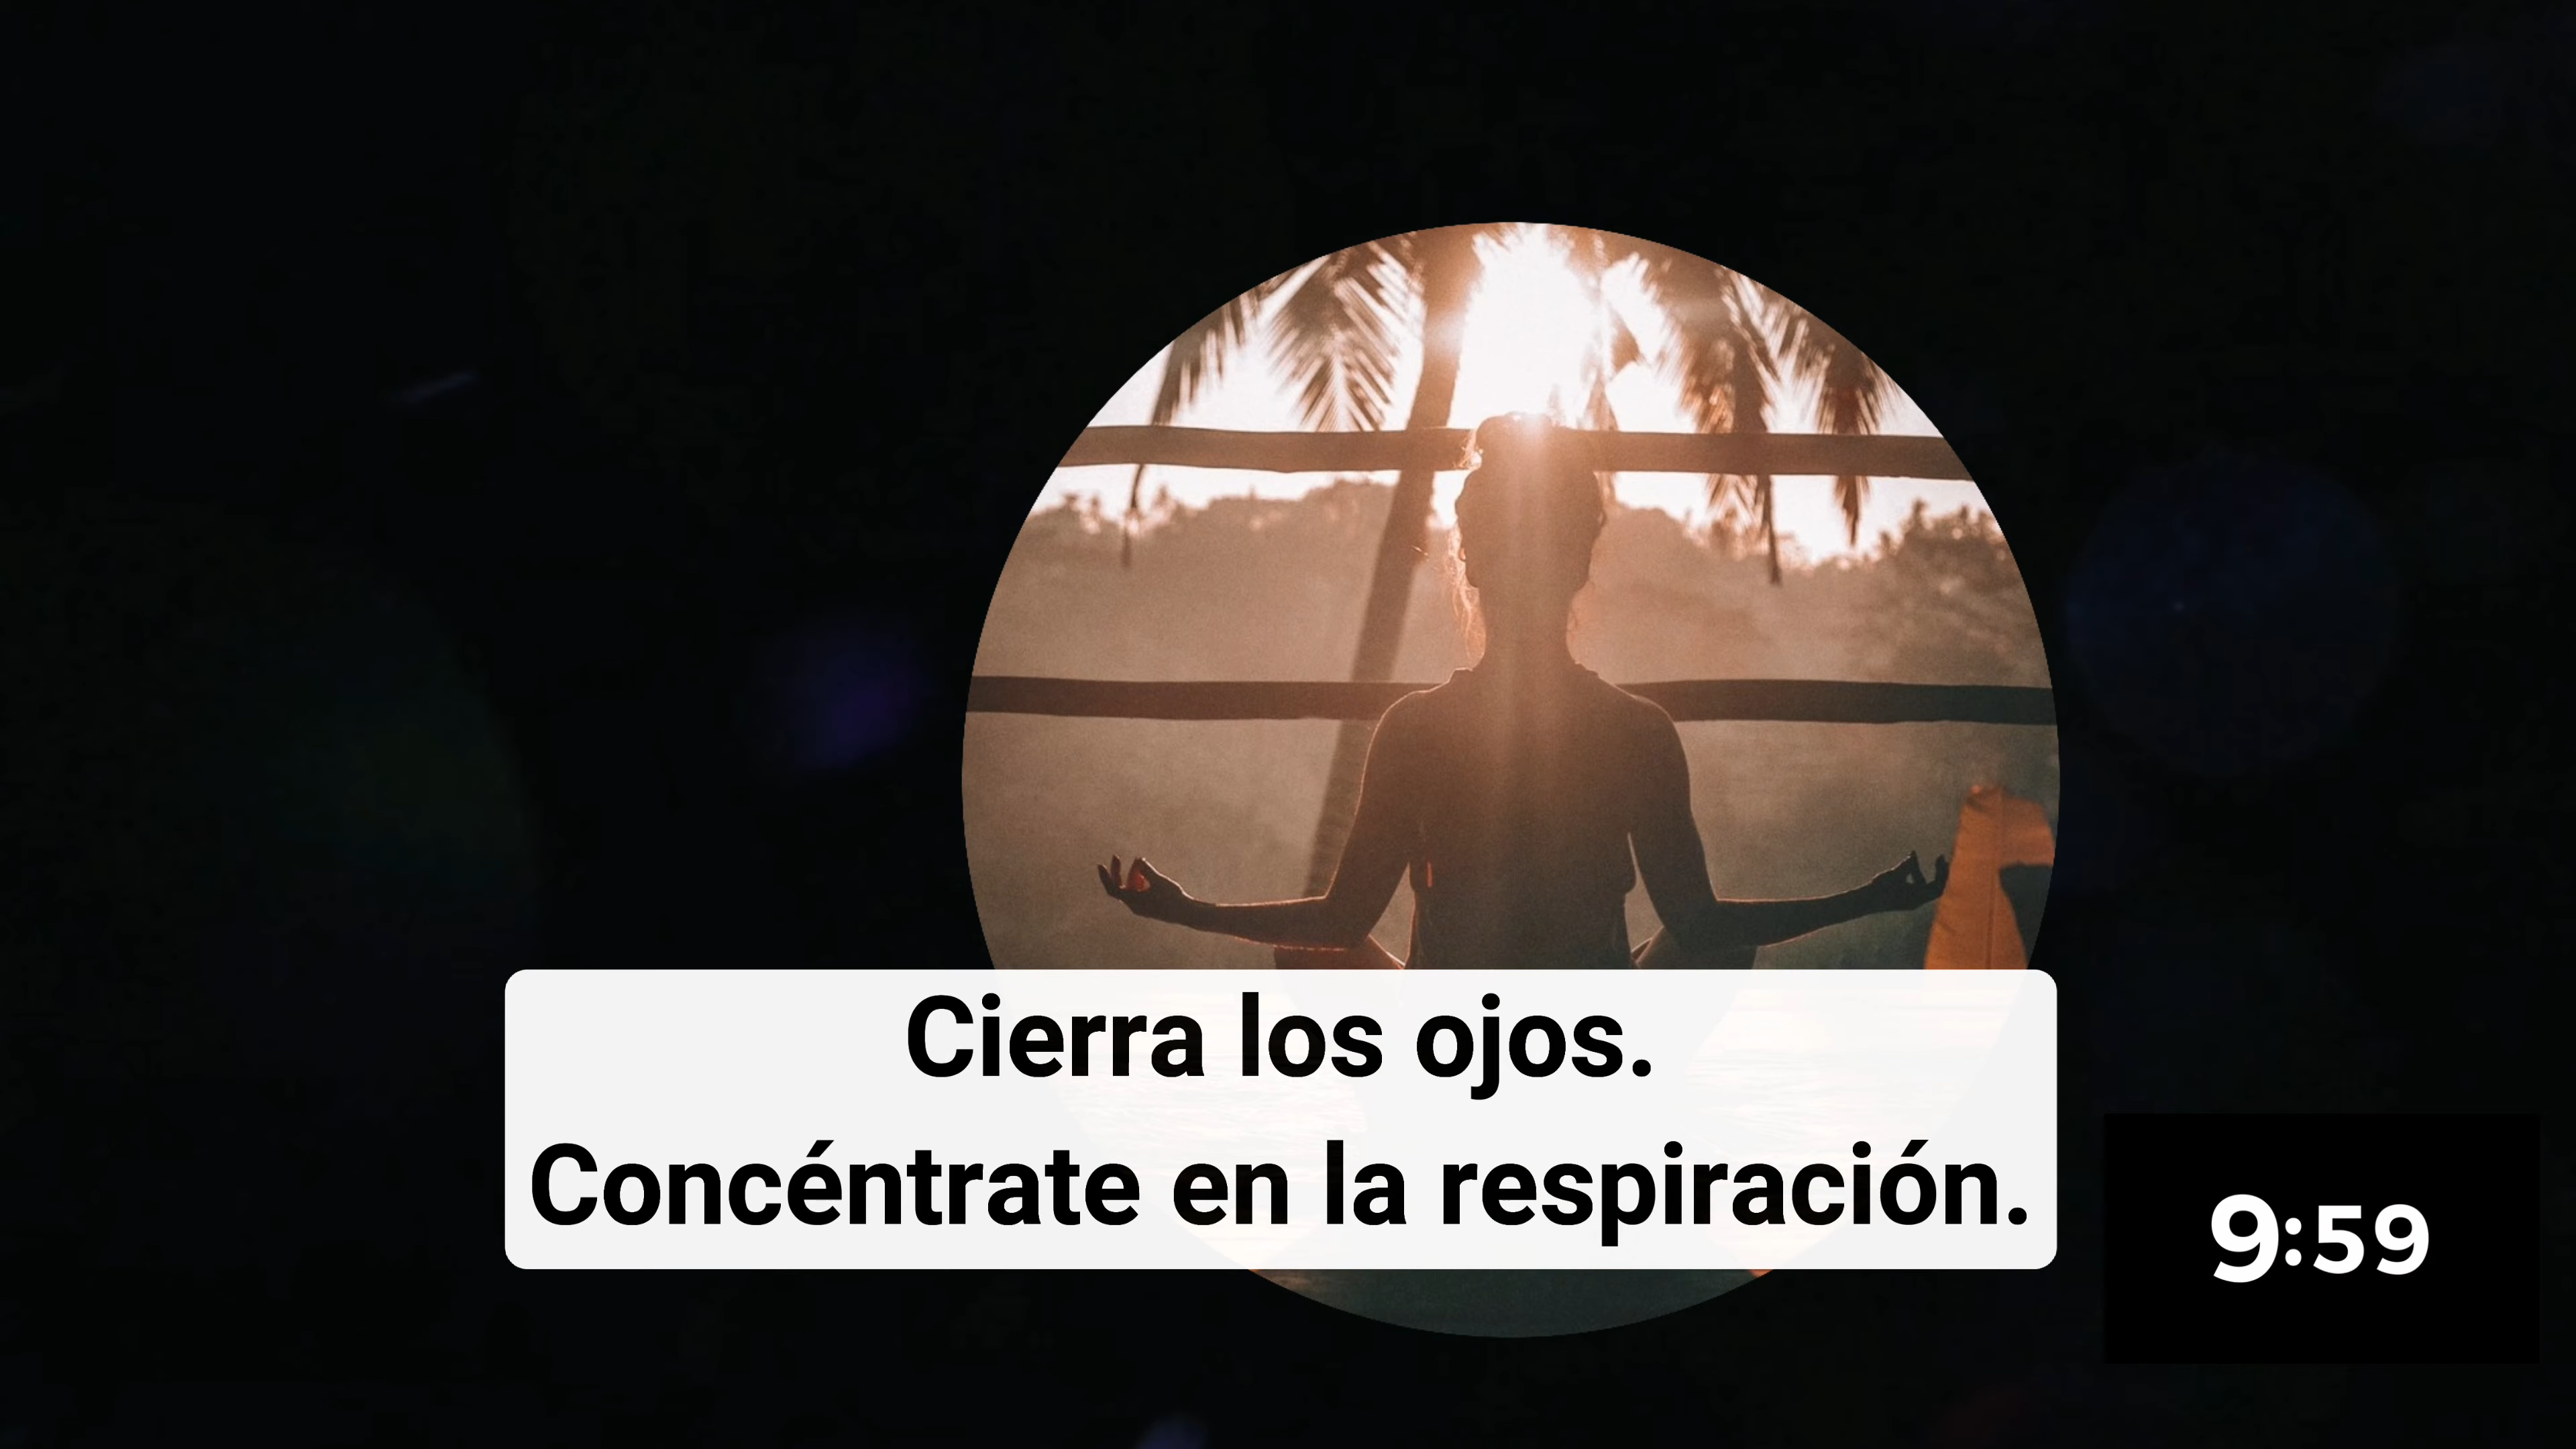 Cierra los ojos.
Concéntrate en la respiración.
9:59